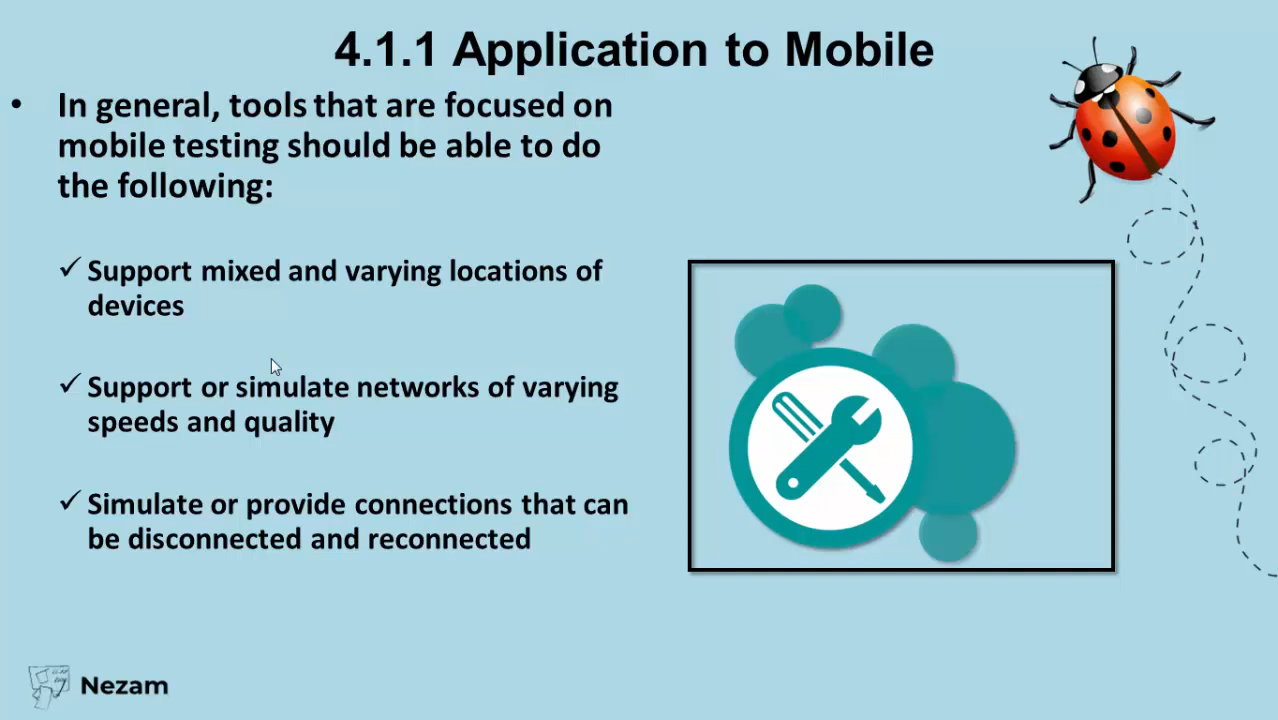 4.1.1 Application to Mobile
• In general, tools that are focused on
mobile testing should be able to do
the following:
✓ Support mixed and varying locations of
devices
✓ Support or simulate networks of varying
speeds and quality
✓ Simulate or provide connections that can
be disconnected and reconnected
Nezam